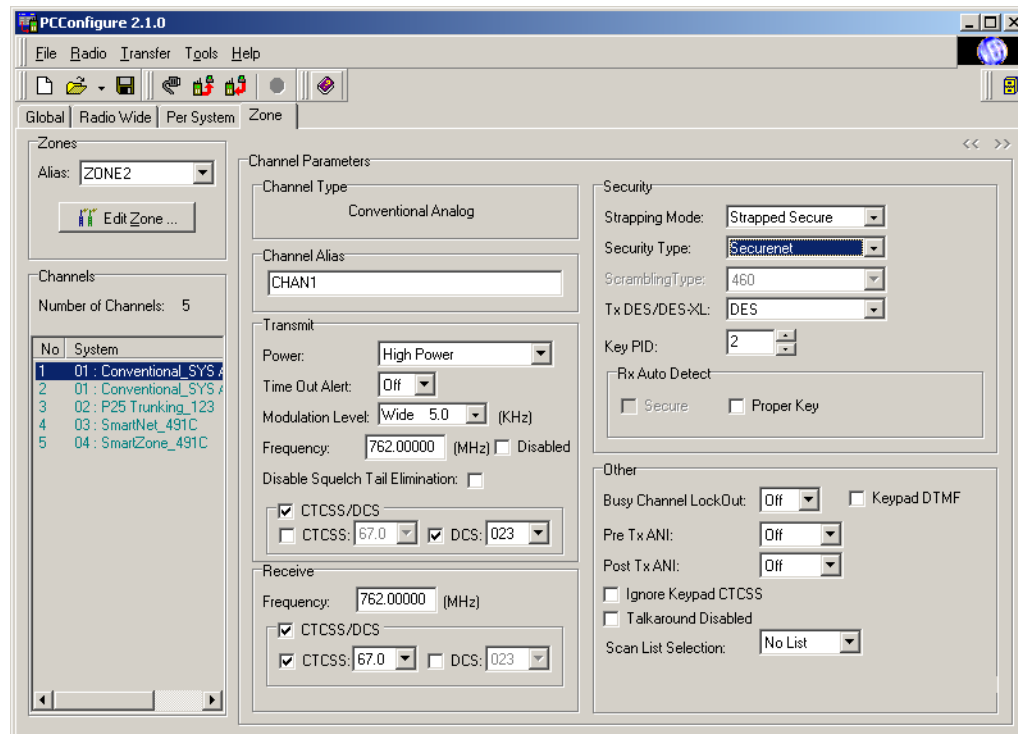 PCConfigure 2.1.0
File Radio Transfer Tools Help
Global Radio Wide Per System Zone
Zones
Alias: ZONE2
Edit Zone ...
Channels
Number of Channels: 5
No System
1 01 : Conventional_SYS
2 01 : Conventional_SYS
3 02 : P25 Trunking_123
4 03 : SmartNet_491C
5 04 : SmartZone_491C
<< >>
Channel Parameters
Channel Type
Conventional Analog
Channel Alias
CHAN1
Transmit
Power: High Power
Time Out Alert: Off
Modulation Level: Wide 5.0 (KHz)
Frequency: 762.00000 (MHz) Disabled
Disable Squelch Tail Elimination:
CTCSS/DCS
CTCSS: 67.0 DCS: 023
Receive
Frequency: 762.00000 (MHz)
CTCSS/DCS
CTCSS: 67.0 DCS: 023
Security
Strapping Mode: Strapped Secure
Security Type: Securenet
ScramblingType: 460
Tx DES/DES-XL: DES
Key PID: 2
Rx Auto Detect
Secure Proper Key
Other
Busy Channel LockOut: Off Keypad DTMF
Pre Tx ANI: Off
Post Tx ANI: Off
Ignore Keypad CTCSS
Talkaround Disabled
Scan List Selection: No List